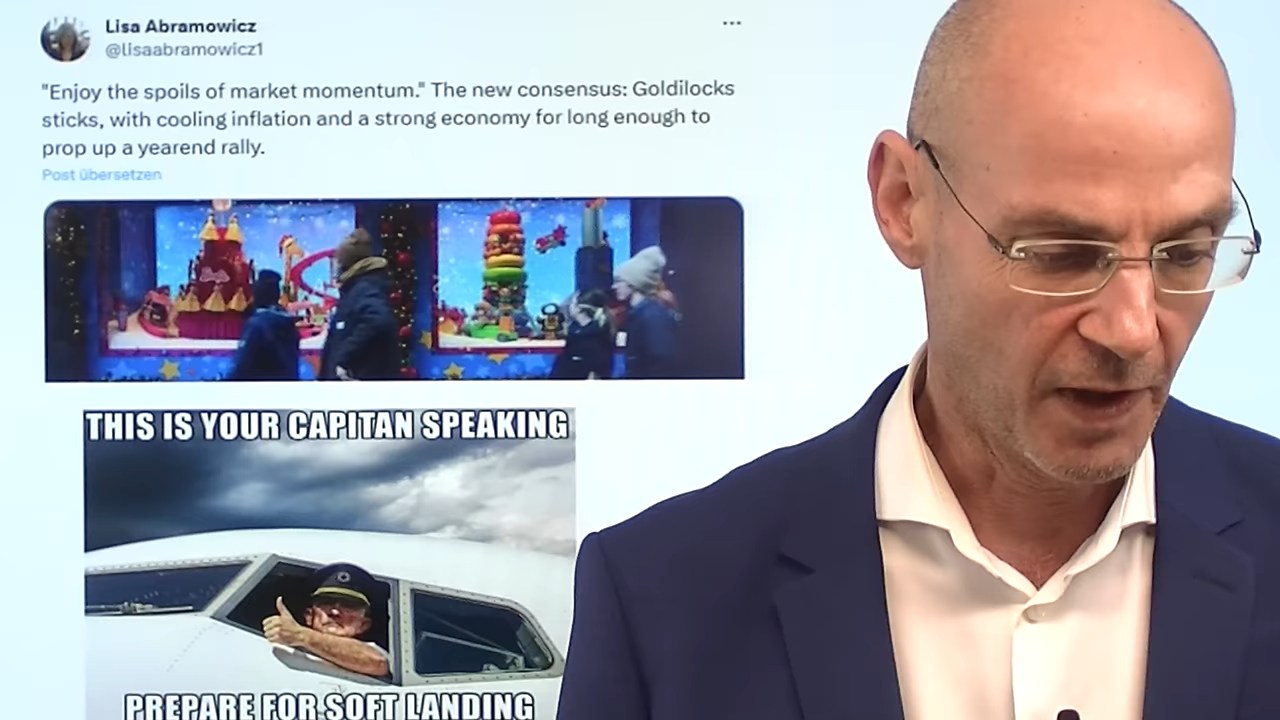 Lisa Abramowicz
@lisaabramowicz1
"Enjoy the spoils of market momentum." The new consensus: Goldilocks
sticks, with cooling inflation and a strong economy for long enough to
prop up a yearend rally.
Post übersetzen
THIS IS YOUR CAPITAN SPEAKING
PREPARE FOR SOFT LANDING